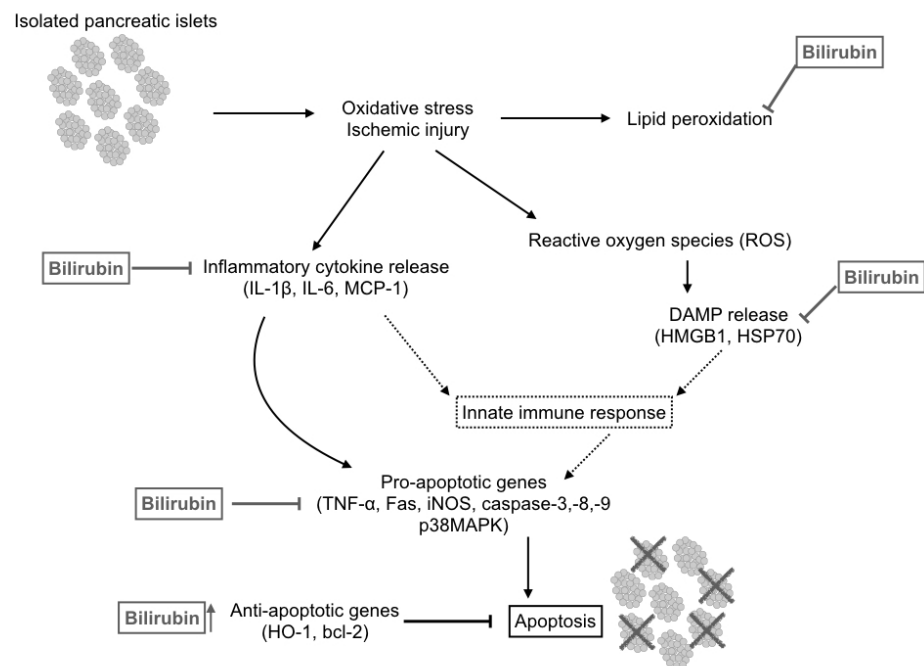 Isolated pancreatic islets
Bilirubin
Oxidative stress
Ischemic injury
Lipid peroxidation
Reactive oxygen species (ROS)
Bilirubin
Inflammatory cytokine release
(IL-1β, IL-6, MCP-1)
Bilirubin
DAMP release
(HMGB1, HSP70)
Innate immune response
Pro-apoptotic genes
Bilirubin
(TNF-α, Fas, iNOS, caspase-3,-8,-9
p38MAPK)
Bilirubin
Anti-apoptotic genes
(HO-1, bcl-2)
Apoptosis